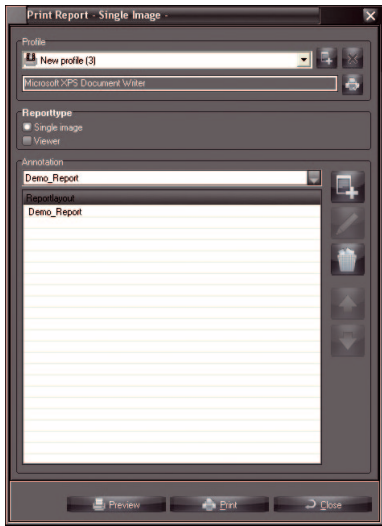 Print Report - Single Image -
Profile
New profile (3)
Microsoft XPS Document Writer
Reporttype
Single image
Viewer
Annotation
Demo_Report
Reportlayout
Demo_Report
Preview
Print
Close